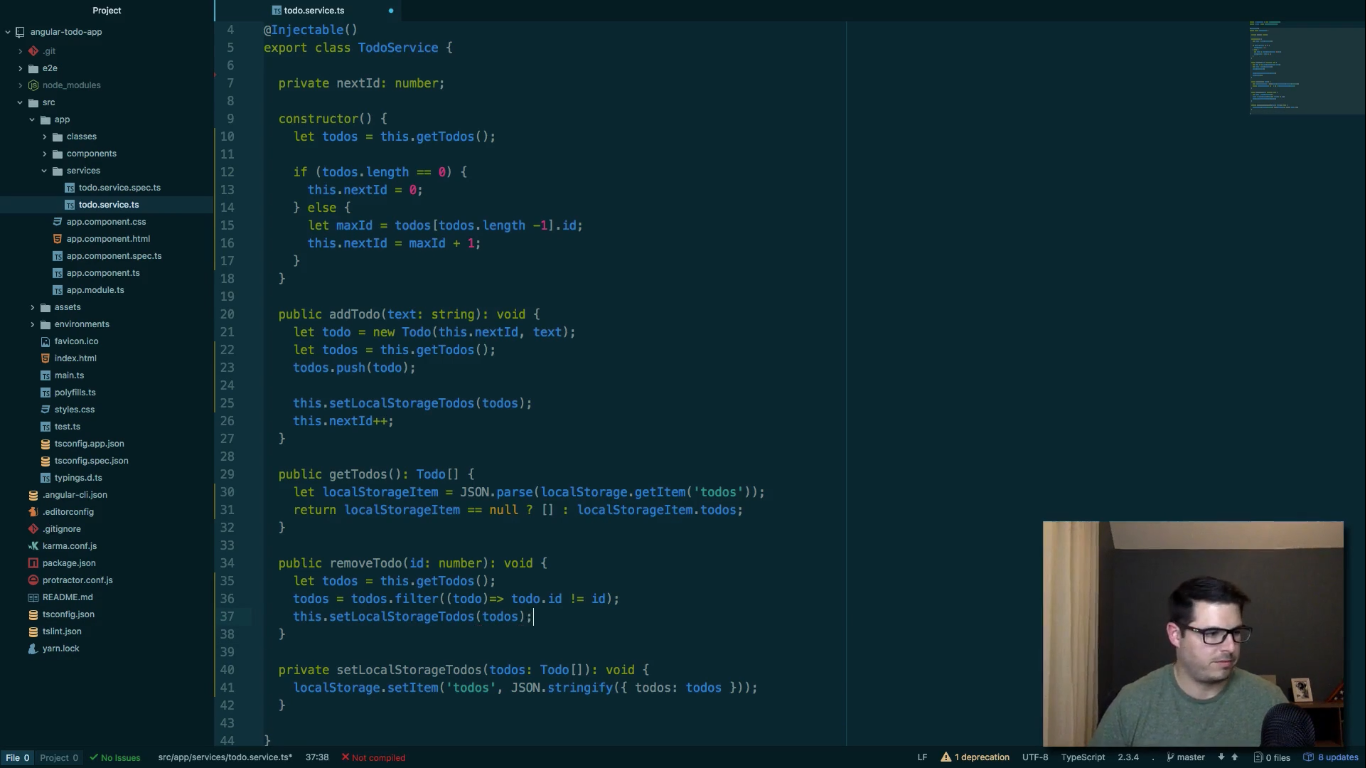 Project
angular-todo-app
.git
e2e
node_modules
src
app
classes
components
services
todo.service.spec.ts
todo.service.ts
app.component.css
app.component.html
app.component.spec.ts
app.component.ts
app.module.ts
assets
environments
favicon.ico
index.html
main.ts
polyfills.ts
styles.css
test.ts
tsconfig.app.json
tsconfig.spec.json
typings.d.ts
.angular-cli.json
.editorconfig
.gitignore
karma.conf.js
package.json
protractor.conf.js
README.md
tsconfig.json
tslint.json
yarn.lock
todo.service.ts
4 @Injectable()
5 export class TodoService {
6
7 private nextId: number;
8
9 constructor() {
10 let todos = this.getTodos();
11
12 if (todos.length == 0) {
13 this.nextId = 0;
14 } else {
15 let maxId = todos[todos.length -1].id;
16 this.nextId = maxId + 1;
17 }
18 }
19
20 public addTodo(text: string): void {
21 let todo = new Todo(this.nextId, text);
22 let todos = this.getTodos();
23 todos.push(todo);
24
25 this.setLocalStorageTodos(todos);
26 this.nextId++;
27 }
28
29 public getTodos(): Todo[] {
30 let localStorageItem = JSON.parse(localStorage.getItem('todos'));
31 return localStorageItem == null ? [] : localStorageItem.todos;
32 }
33
34 public removeTodo(id: number): void {
35 let todos = this.getTodos();
36 todos = todos.filter((todo)=> todo.id != id);
37 this.setLocalStorageTodos(todos);
38 }
39
40 private setLocalStorageTodos(todos: Todo[]): void {
41 localStorage.setItem('todos', JSON.stringify({ todos: todos }));
42 }
43
44 }
File 0 Project 0 No Issues src/app/services/todo.service.ts* 37:38 Not compiled LF 1 deprecation UTF-8 TypeScript 2.3.4 . master 0 files 8 updates